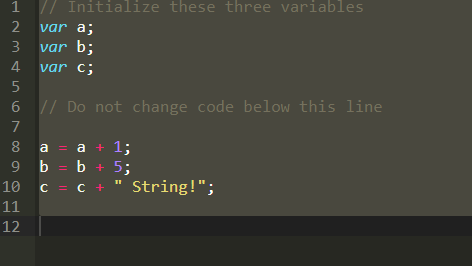 1 // Initialize these three variables
2 var a;
3 var b;
4 var c;
5
6 // Do not change code below this line
7
8 a = a + 1;
9 b = b + 5;
10 c = c + " String!";
11
12